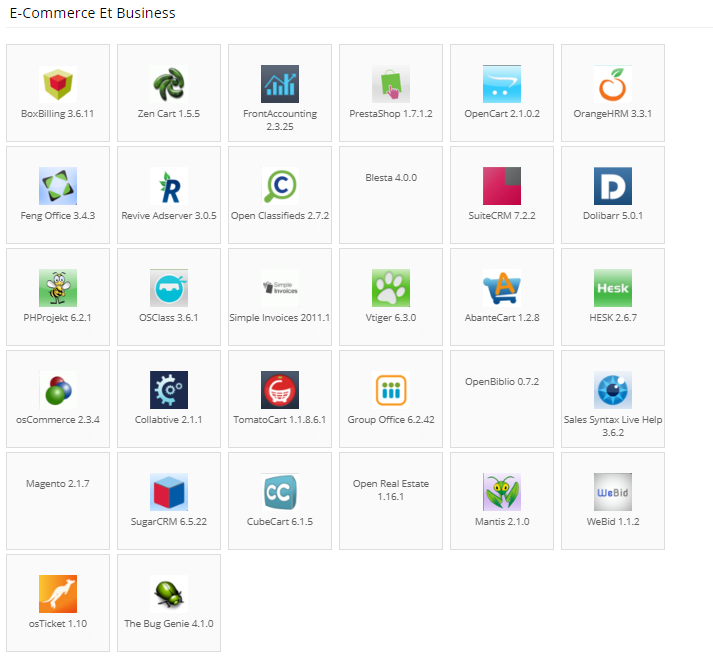 E-Commerce Et Business
BoxBilling 3.6.11
Zen Cart 1.5.5
FrontAccounting
2.3.25
PrestaShop 1.7.1.2
OpenCart 2.1.0.2
OrangeHRM 3.3.1
Feng Office 3.4.3
R
Revive Adserver 3.0.5
C
Open Classifieds 2.7.2
Blesta 4.0.0
SuiteCRM 7.2.2
D
Dolibarr 5.0.1
PHProjekt 6.2.1
OSClass 3.6.1
Simple
Invoices
Simple Invoices 2011.1
Vtiger 6.3.0
A
AbanteCart 1.2.8
Hesk
HESK 2.6.7
osCommerce 2.3.4
Collabtive 2.1.1
TomatoCart 1.1.8.6.1
Group Office 6.2.42
OpenBiblio 0.7.2
Sales Syntax Live Help
3.6.2
Magento 2.1.7
SugarCRM 6.5.22
CC
CubeCart 6.1.5
Open Real Estate
1.16.1
Mantis 2.1.0
WeBid
WeBid 1.1.2
osTicket 1.10
The Bug Genie 4.1.0